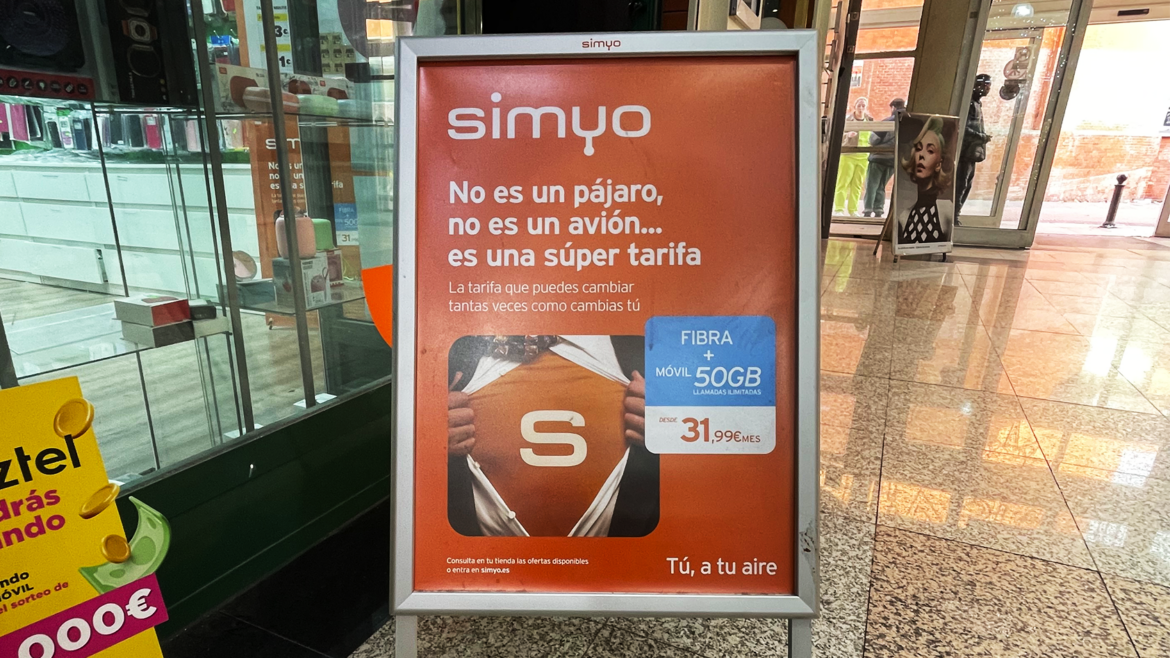 simyo
simyo
No es un pájaro,
no es un avión...
es una súper tarifa
La tarifa que puedes cambiar
tantas veces como cambias tú
FIBRA
+
MÓVIL 50GB
LLAMADAS ILIMITADAS
DESDE 31,99€MES
S
Consulta en tu tienda las ofertas disponibles
o entra en simyo.es
Tú, a tu aire
ztel
drás
ndo
ndo
ÓVIL
el sorteo de
000€